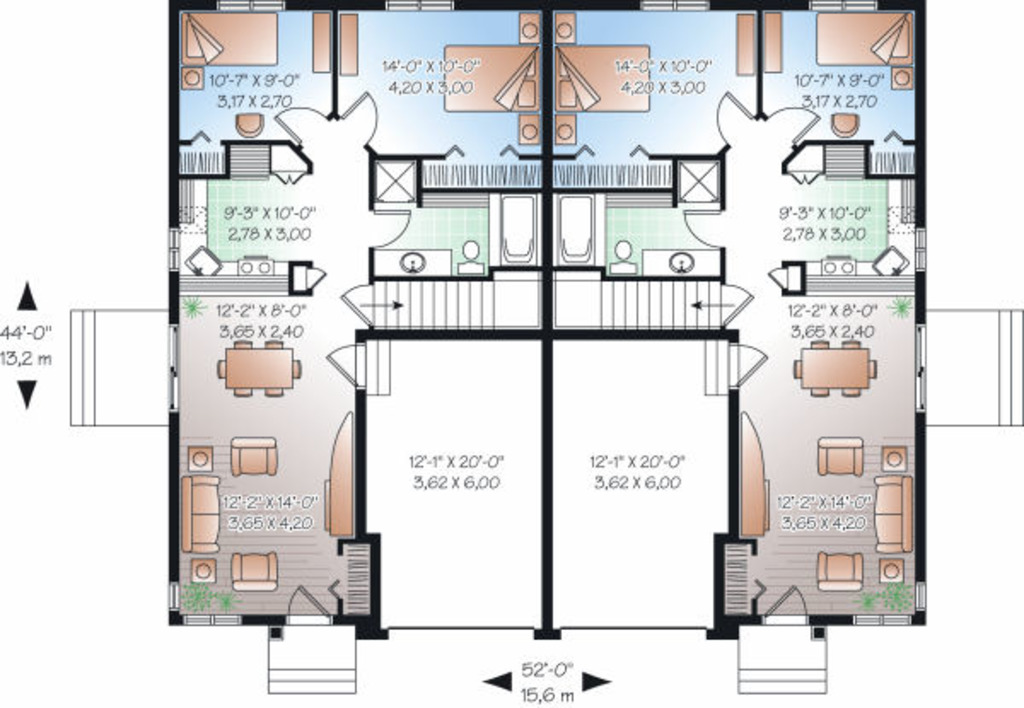 10'-7" X 9'-0"
3,17 X 2,70
14'-0" X 10'-0"
4,20 X 3,00
14'-0" X 10'-0"
4,20 X 3,00
10'-7" X 9'-0"
3,17 X 2,70
9'-3" X 10'-0"
2,78 X 3,00
9'-3" X 10'-0"
2,78 X 3,00
12'-2" X 8'-0"
3,65 X 2,40
12'-2" X 8'-0"
3,65 X 2,40
44'-0"
13,2 m
12'-1" X 20'-0"
3,62 X 6,00
12'-1" X 20'-0"
3,62 X 6,00
12'-2" X 14'-0"
3,65 X 4,20
12'-2" X 14'-0"
3,65 X 4,20
52'-0"
15,6 m